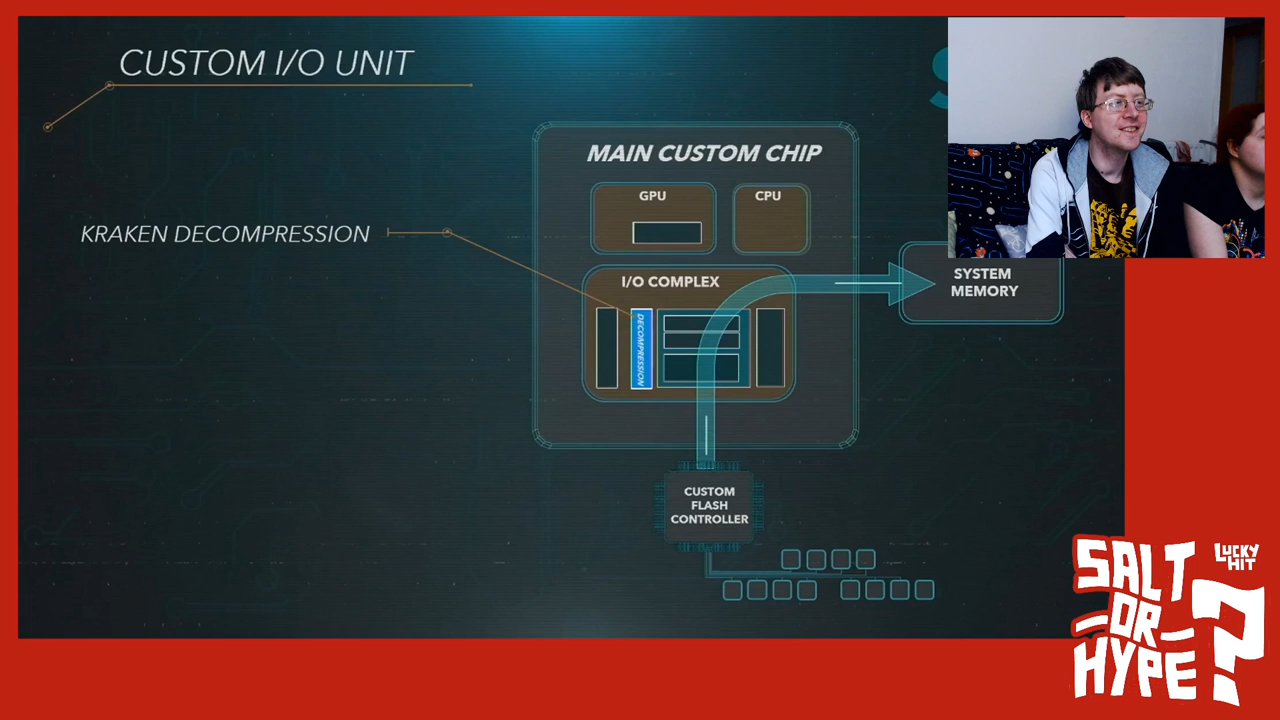 CUSTOM I/O UNIT
MAIN CUSTOM CHIP
GPU
CPU
KRAKEN DECOMPRESSION
I/O COMPLEX
DECOMPRESSION
SYSTEM
MEMORY
CUSTOM
FLASH
CONTROLLER
SALT
OR
HYPE
?
LUCKY
HIT